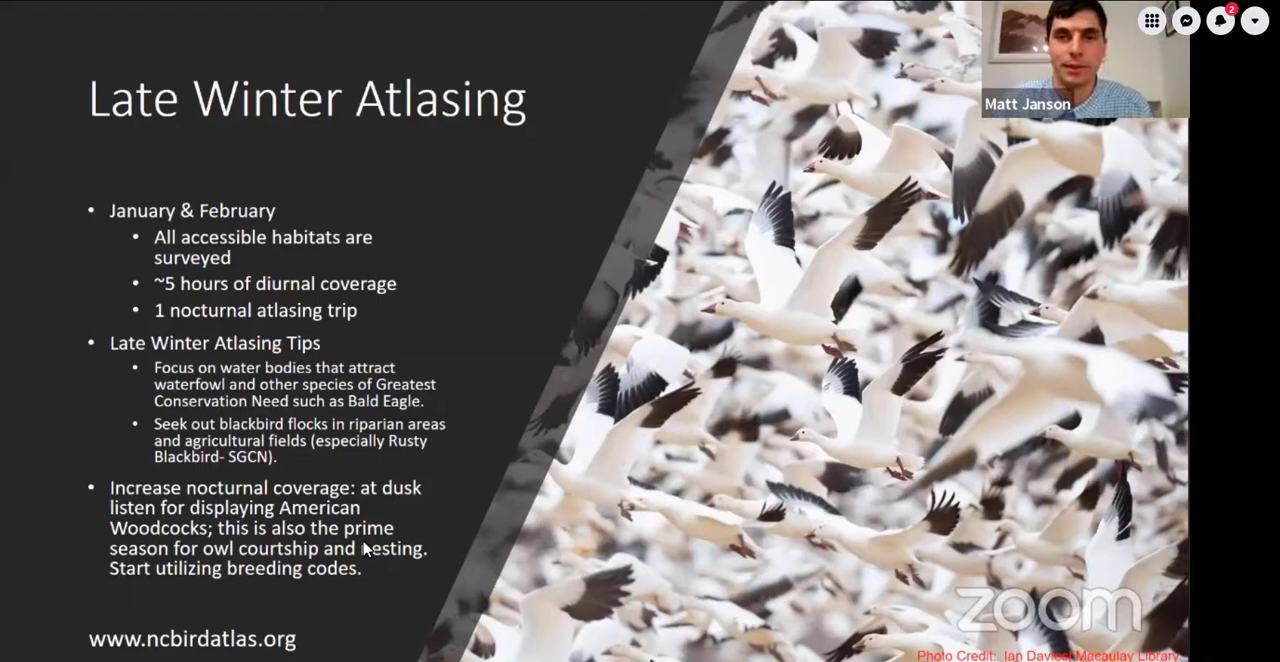 2
Matt Janson
Late Winter Atlasing
• January & February
• All accessible habitats are
surveyed
• ~5 hours of diurnal coverage
• 1 nocturnal atlasing trip
• Late Winter Atlasing Tips
• Focus on water bodies that attract
waterfowl and other species of Greatest
Conservation Need such as Bald Eagle.
• Seek out blackbird flocks in riparian areas
and agricultural fields (especially Rusty
Blackbird- SGCN).
• Increase nocturnal coverage: at dusk
listen for displaying American
Woodcocks; this is also the prime
season for owl courtship and nesting.
Start utilizing breeding codes.
www.ncbirdatlas.org
zoom
Photo Credit: Ian Davies/ Macaulay Library